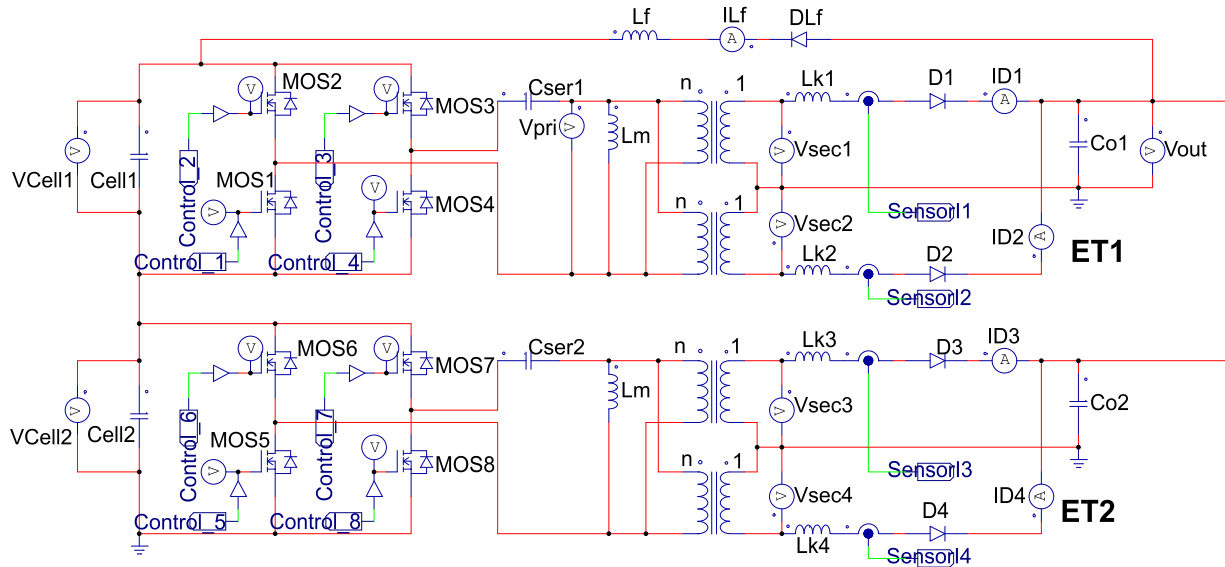 Lf
ILf
DLf
MOS2
MOS3
Cser1
n
1
Lk1
D1
ID1
V
V
A
A
VCell1
V
Cell1
Control_2
Control_3
Vpri
V
Lm
Vsec1
V
Co1
V
Vout
MOS1
MOS4
V
V
n
1
Vsec2
V
SensorI1
ID2
A
ET1
Control_1
Control_4
Lk2
D2
SensorI2
MOS6
MOS7
Cser2
n
1
Lk3
D3
ID3
V
V
A
VCell2
V
Cell2
Control_6
Control_7
Lm
Vsec3
V
Co2
MOS5
MOS8
V
V
n
1
Vsec4
V
SensorI3
ID4
A
ET2
Control_5
Control_8
Lk4
D4
SensorI4